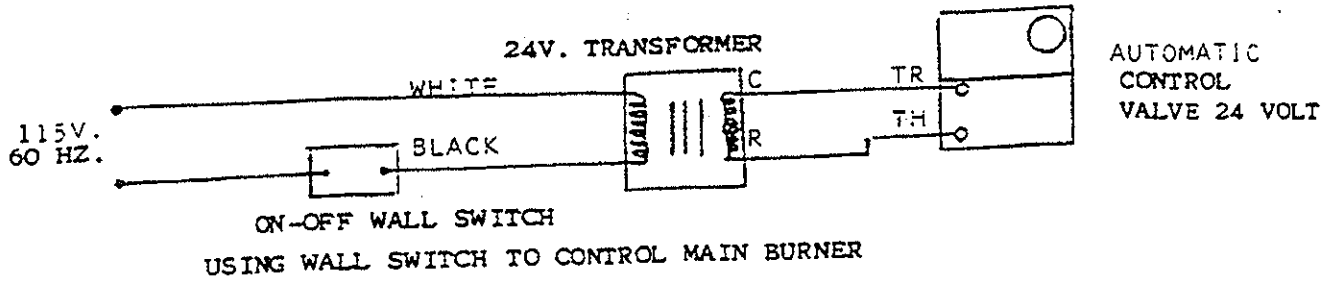 24V. TRANSFORMER
WHITE
C
TR
AUTOMATIC
CONTROL
VALVE 24 VOLT
115V.
60 HZ.
BLACK
R
TH
ON-OFF WALL SWITCH
USING WALL SWITCH TO CONTROL MAIN BURNER